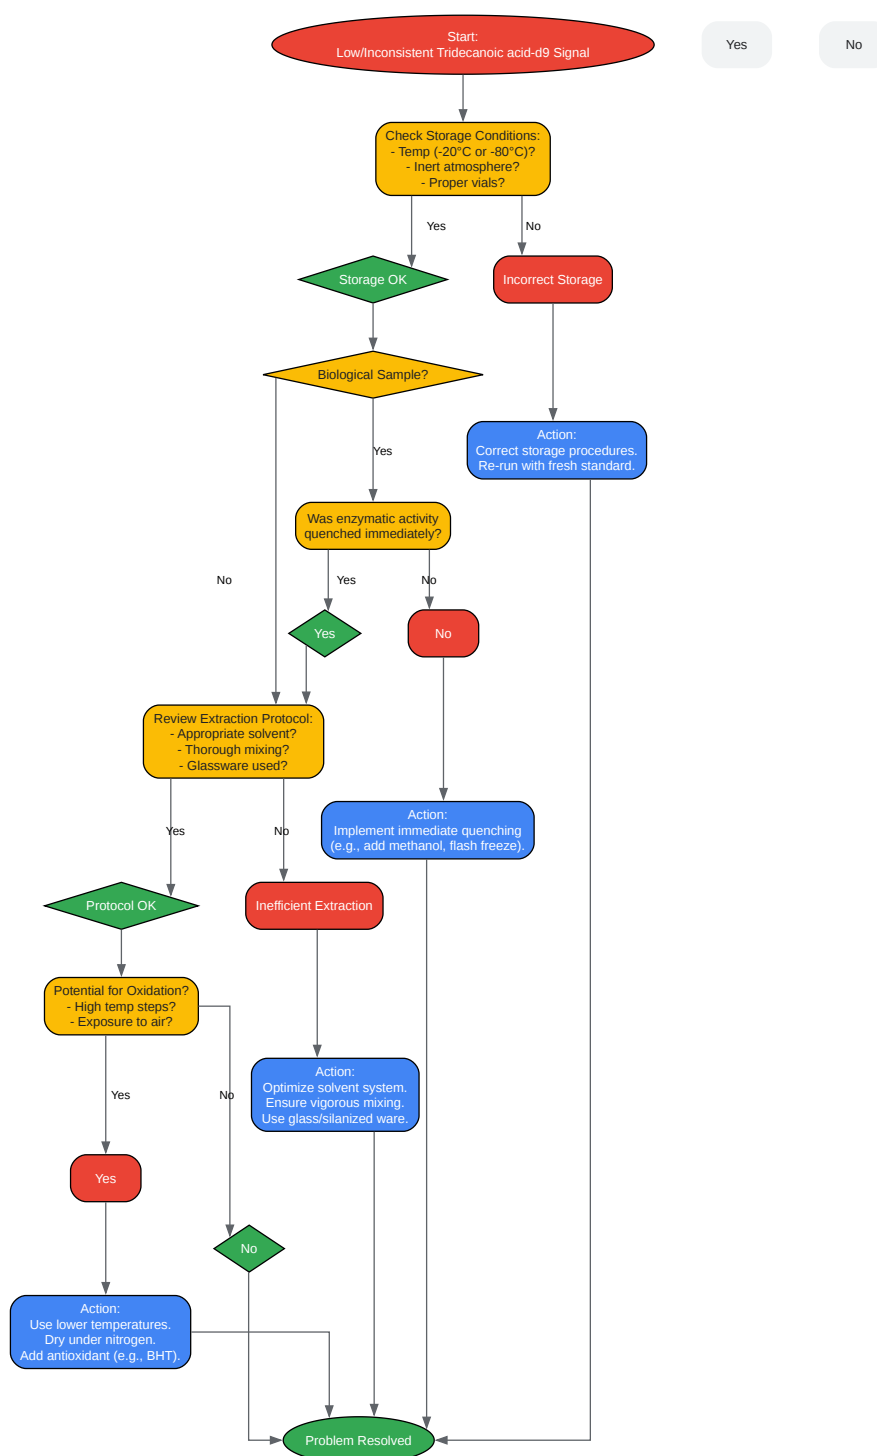 Start:
Low/Inconsistent Tridecanoic acid-d9 Signal
Yes
No
Check Storage Conditions:
- Temp (-20°C or -80°C)?
- Inert atmosphere?
- Proper vials?
Yes
No
Storage OK
Incorrect Storage
Biological Sample?
Action:
Correct storage procedures.
Re-run with fresh standard.
Yes
Was enzymatic activity
quenched immediately?
No
Yes
No
Yes
No
Review Extraction Protocol:
- Appropriate solvent?
- Thorough mixing?
- Glassware used?
Action:
Implement immediate quenching
(e.g., add methanol, flash freeze).
Yes
No
Protocol OK
Inefficient Extraction
Potential for Oxidation?
- High temp steps?
- Exposure to air?
Action:
Optimize solvent system.
Ensure vigorous mixing.
Use glass/silanized ware.
Yes
No
Yes
No
Action:
Use lower temperatures.
Dry under nitrogen.
Add antioxidant (e.g., BHT).
Problem Resolved